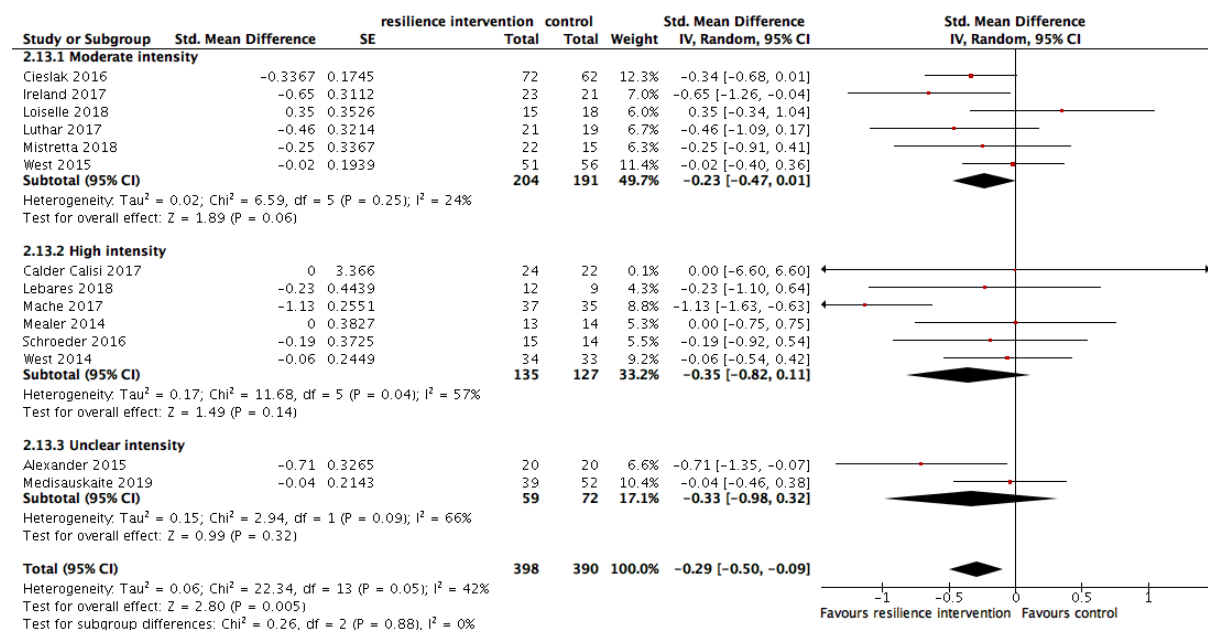 resilience intervention control Std. Mean Difference Std. Mean Difference
Study or Subgroup Std. Mean Difference SE Total Total Weight IV, Random, 95% CI IV, Random, 95% CI
2.13.1 Moderate intensity
Cieslak 2016 −0.3367 0.1745 72 62 12.3% −0.34 [−0.68, 0.01]
Ireland 2017 −0.65 0.3112 23 21 7.0% −0.65 [−1.26, −0.04]
Loiselle 2018 0.35 0.3526 15 18 6.0% 0.35 [−0.34, 1.04]
Luthar 2017 −0.46 0.3214 21 19 6.7% −0.46 [−1.09, 0.17]
Mistretta 2018 −0.25 0.3367 22 15 6.3% −0.25 [−0.91, 0.41]
West 2015 −0.02 0.1939 51 56 11.4% −0.02 [−0.40, 0.36]
Subtotal (95% CI) 204 191 49.7% −0.23 [−0.47, 0.01]
Heterogeneity: Tau² = 0.02; Chi² = 6.59, df = 5 (P = 0.25); I² = 24%
Test for overall effect: Z = 1.89 (P = 0.06)
2.13.2 High intensity
Calder Calisi 2017 0 3.366 24 22 0.1% 0.00 [−6.60, 6.60]
Lebares 2018 −0.23 0.4439 12 9 4.3% −0.23 [−1.10, 0.64]
Mache 2017 −1.13 0.2551 37 35 8.8% −1.13 [−1.63, −0.63]
Mealer 2014 0 0.3827 13 14 5.3% 0.00 [−0.75, 0.75]
Schroeder 2016 −0.19 0.3725 15 14 5.5% −0.19 [−0.92, 0.54]
West 2014 −0.06 0.2449 34 33 9.2% −0.06 [−0.54, 0.42]
Subtotal (95% CI) 135 127 33.2% −0.35 [−0.82, 0.11]
Heterogeneity: Tau² = 0.17; Chi² = 11.68, df = 5 (P = 0.04); I² = 57%
Test for overall effect: Z = 1.49 (P = 0.14)
2.13.3 Unclear intensity
Alexander 2015 −0.71 0.3265 20 20 6.6% −0.71 [−1.35, −0.07]
Medisauskaite 2019 −0.04 0.2143 39 52 10.4% −0.04 [−0.46, 0.38]
Subtotal (95% CI) 59 72 17.1% −0.33 [−0.98, 0.32]
Heterogeneity: Tau² = 0.15; Chi² = 2.94, df = 1 (P = 0.09); I² = 66%
Test for overall effect: Z = 0.99 (P = 0.32)
Total (95% CI) 398 390 100.0% −0.29 [−0.50, −0.09]
Heterogeneity: Tau² = 0.06; Chi² = 22.34, df = 13 (P = 0.05); I² = 42%
Test for overall effect: Z = 2.80 (P = 0.005)
Test for subgroup differences: Chi² = 0.26, df = 2 (P = 0.88), I² = 0%
−1 −0.5 0 0.5 1
Favours resilience intervention Favours control